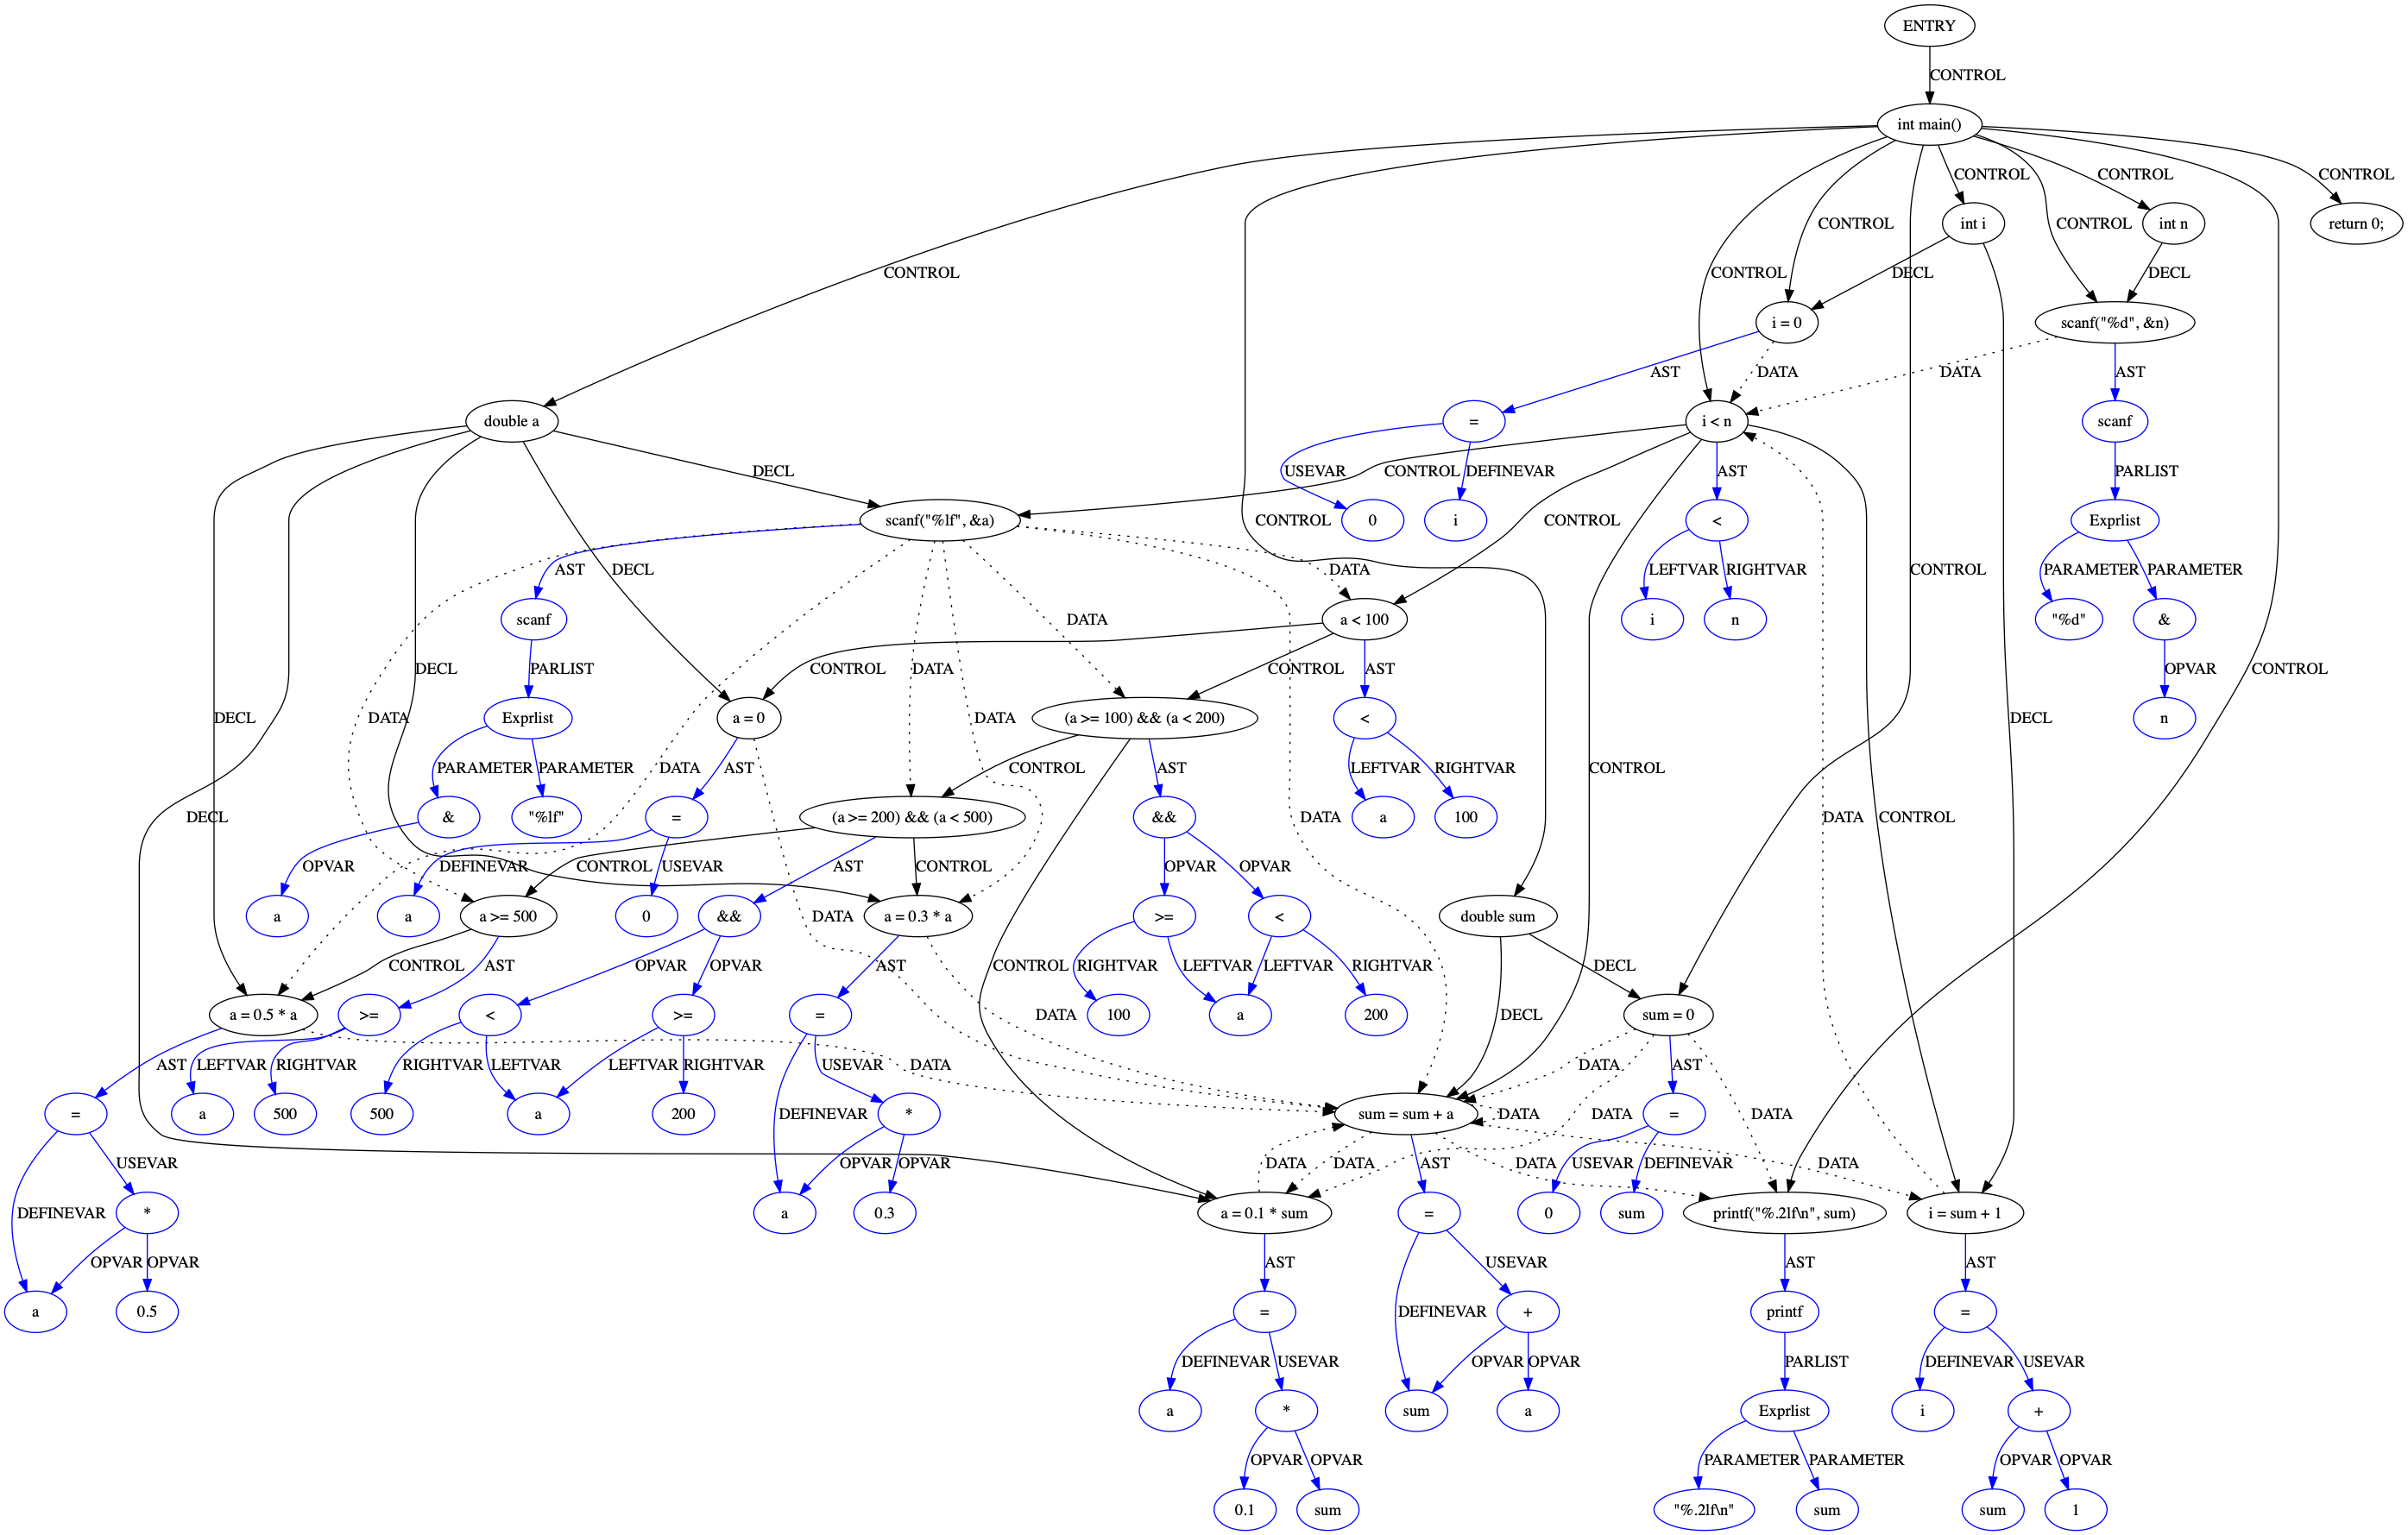 ENTRY
CONTROL
int main()
CONTROL CONTROL CONTROL
CONTROL CONTROL int i int n return 0;
CONTROL CONTROL DECL DECL
i = 0 scanf("%d", &n)
AST DATA DATA AST
double a = i < n scanf
DECL CONTROL USEVAR DEFINEVAR AST PARLIST
scanf("%lf", &a) CONTROL 0 i CONTROL < Exprlist
AST DECL DATA LEFTVAR RIGHTVAR CONTROL PARAMETER PARAMETER
scanf DATA a < 100 i n "%d" &
PARLIST DECL CONTROL DATA CONTROL AST CONTROL OPVAR
DECL DATA Exprlist a = 0 DATA (a >= 100) && (a < 200) < DECL n
PARAMETER PARAMETER DATA AST CONTROL AST LEFTVAR RIGHTVAR CONTROL
DECL & "%lf" = (a >= 200) && (a < 500) && DATA a 100 DATA CONTROL
OPVAR DEFINEVAR USEVAR CONTROL AST CONTROL OPVAR OPVAR
a a a >= 500 0 && DATA a = 0.3 * a >= < double sum
CONTROL AST OPVAR OPVAR AST CONTROL RIGHTVAR LEFTVAR LEFTVAR RIGHTVAR DECL
a = 0.5 * a >= < >= = DATA 100 a 200 DECL sum = 0
AST LEFTVAR RIGHTVAR RIGHTVAR LEFTVAR LEFTVAR RIGHTVAR USEVAR DATA DATA AST
= a 500 500 a 200 DEFINEVAR * sum = sum + a DATA DATA = DATA
USEVAR OPVAR OPVAR DATA DATA AST DATA USEVAR DEFINEVAR DATA
DEFINEVAR * a 0.3 a = 0.1 * sum = 0 sum printf("%.2lf\n", sum) i = sum + 1
OPVAR OPVAR AST USEVAR AST AST
a 0.5 = DEFINEVAR + printf =
DEFINEVAR USEVAR OPVAR OPVAR PARLIST DEFINEVAR USEVAR
a * sum a Exprlist i +
OPVAR OPVAR PARAMETER PARAMETER OPVAR OPVAR
0.1 sum "%.2lf\n" sum sum 1